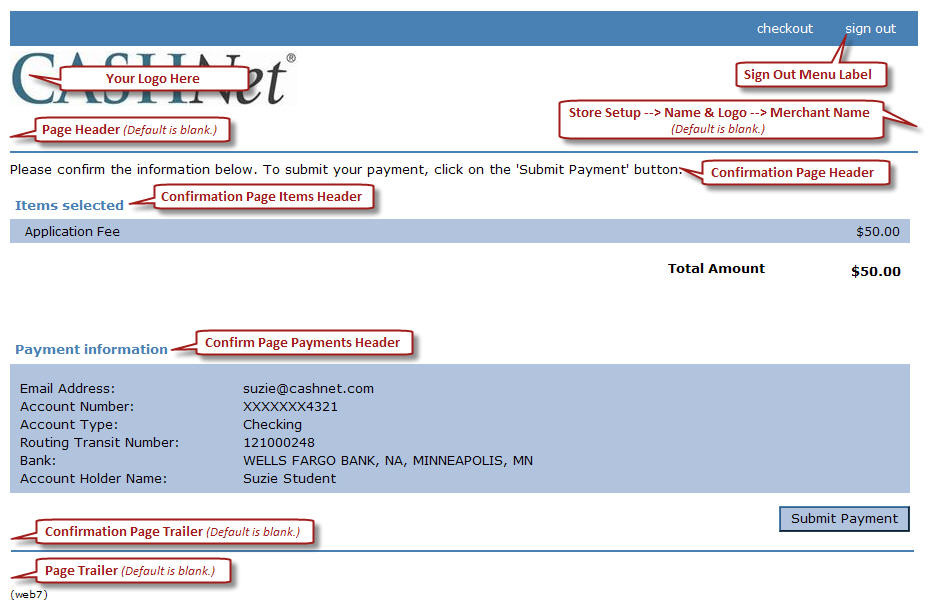 checkout sign out
CASHNet®
Your Logo Here
Sign Out Menu Label
Store Setup --> Name & Logo --> Merchant Name
(Default is blank.)
Page Header (Default is blank.)
Please confirm the information below. To submit your payment, click on the 'Submit Payment' button.
Confirmation Page Header
Items selected
Confirmation Page Items Header
Application Fee $50.00
Total Amount $50.00
Payment information
Confirm Page Payments Header
Email Address: suzie@cashnet.com
Account Number: XXXXXXX4321
Account Type: Checking
Routing Transit Number: 121000248
Bank: WELLS FARGO BANK, NA, MINNEAPOLIS, MN
Account Holder Name: Suzie Student
Submit Payment
Confirmation Page Trailer (Default is blank.)
Page Trailer (Default is blank.)
(web7)